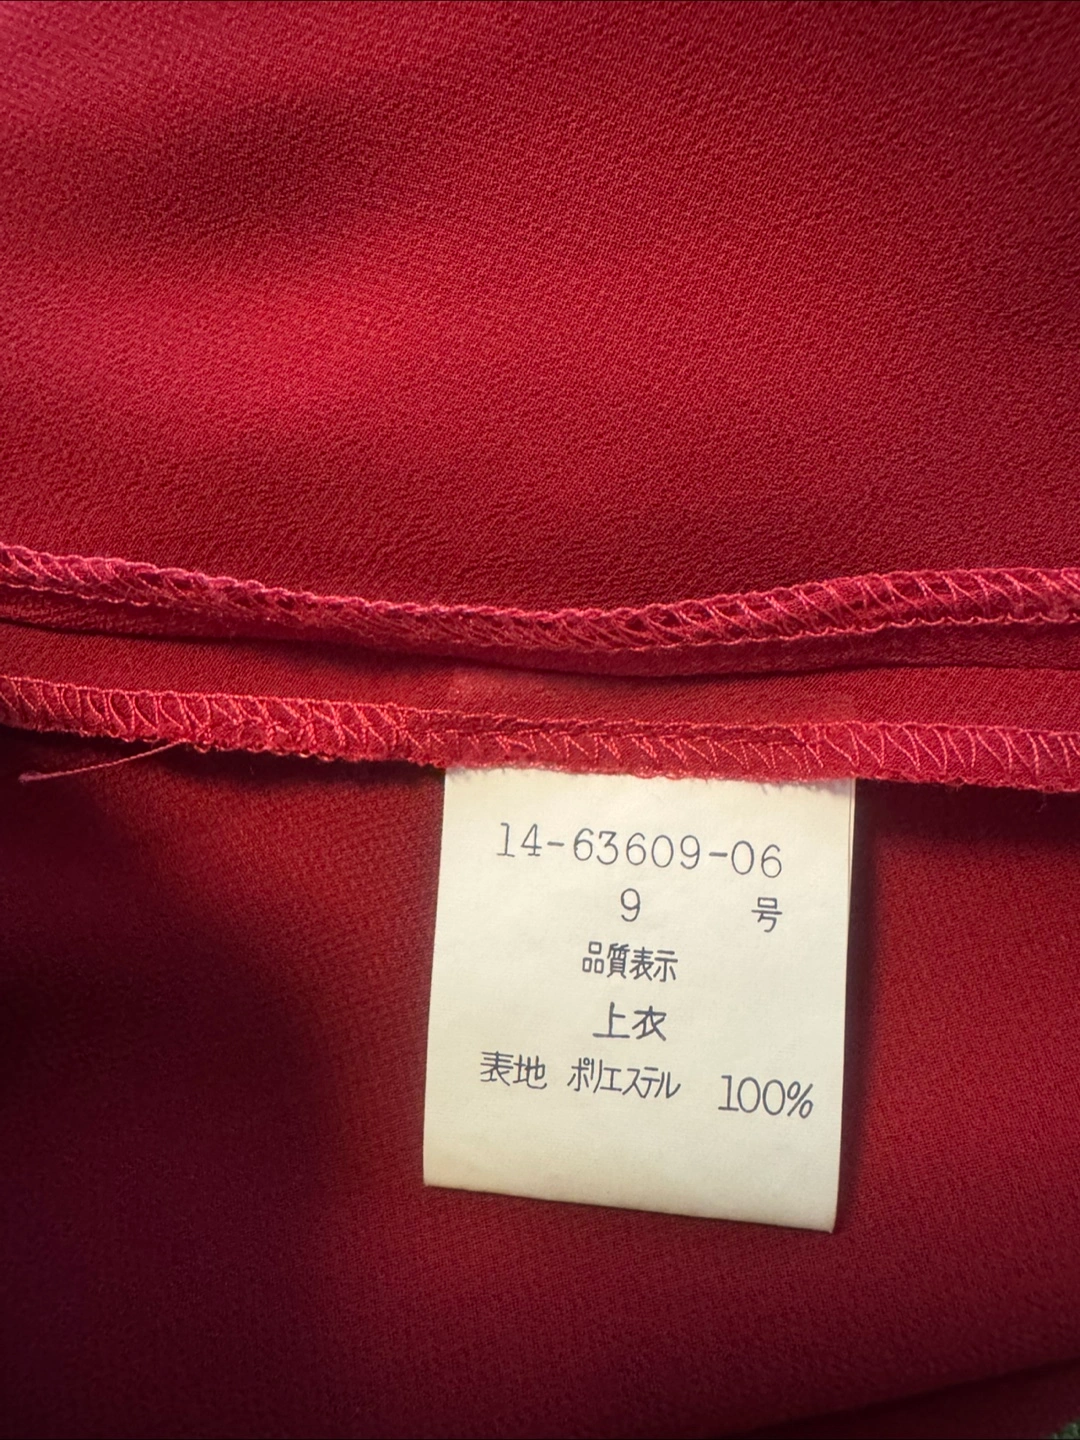 14-63609-06
9 号
品質表示
上衣
表地 ポリエステル 100%